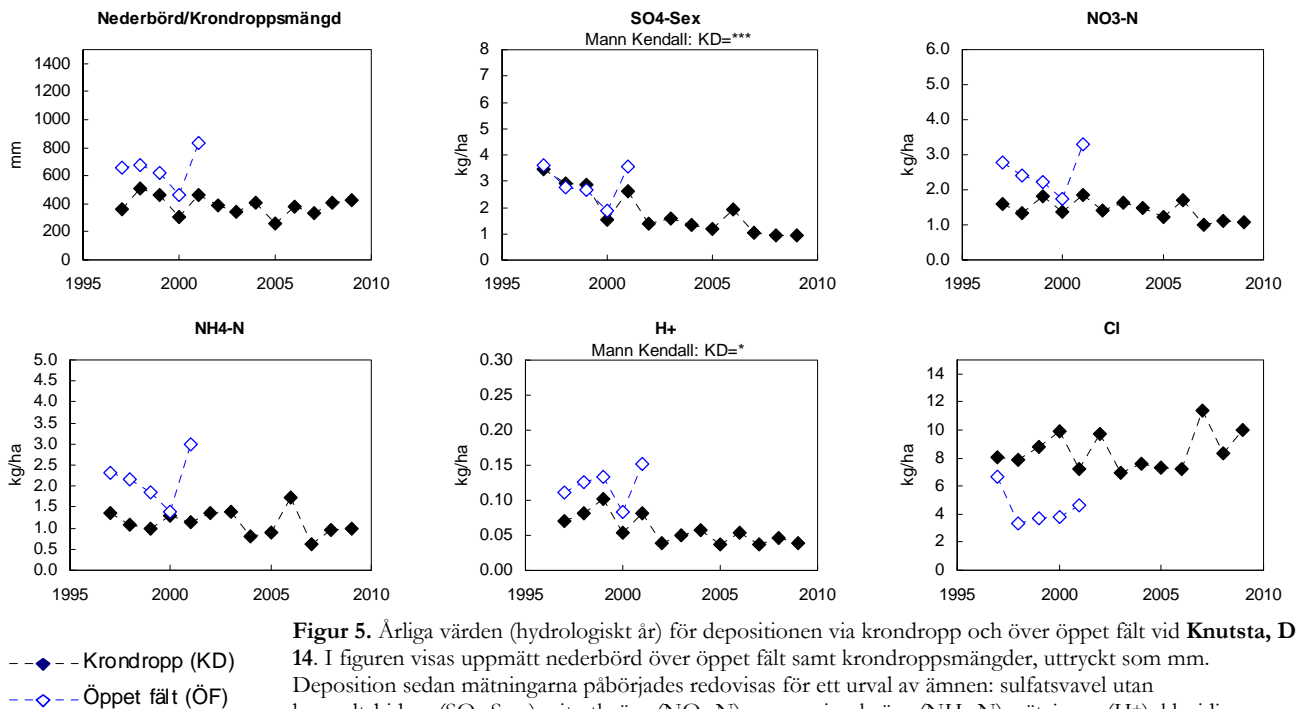 Nederbörd/Krondroppsmängd
mm
1400
1200
1000
800
600
400
200
0
1995 2000 2005 2010
SO4-Sex
Mann Kendall: KD=***
kg/ha
8
7
6
5
4
3
2
1
0
1995 2000 2005 2010
NO3-N
kg/ha
6.0
5.0
4.0
3.0
2.0
1.0
0.0
1995 2000 2005 2010
NH4-N
kg/ha
5.0
4.5
4.0
3.5
3.0
2.5
2.0
1.5
1.0
0.5
0.0
1995 2000 2005 2010
H+
Mann Kendall: KD=*
kg/ha
0.30
0.25
0.20
0.15
0.10
0.05
0.00
1995 2000 2005 2010
Cl
kg/ha
14
12
10
8
6
4
2
0
1995 2000 2005 2010
Krondropp (KD)
Öppet fält (ÖF)
Figur 5. Årliga värden (hydrologiskt år) för depositionen via krondropp och över öppet fält vid Knutsta, D
14. I figuren visas uppmätt nederbörd över öppet fält samt krondroppsmängder, uttryckt som mm.
Deposition sedan mätningarna påbörjades redovisas för ett urval av ämnen: sulfatsvavel utan